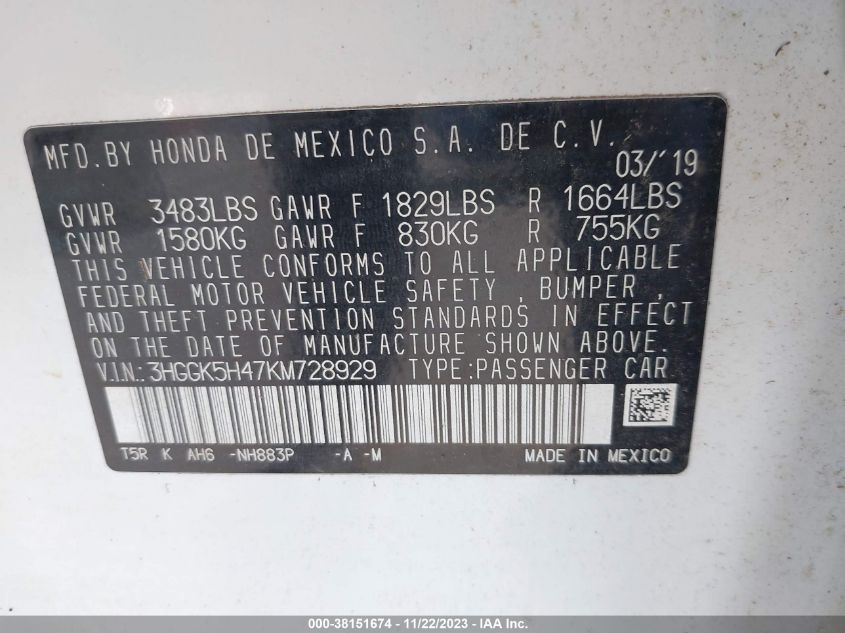 MFD.BY HONDA DE MEXICO S.A. DE C.V.
03/'19
GVWR 3483LBS GAWR F 1829LBS R 1664LBS
GVWR 1580KG GAWR F 830KG R 755KG
THIS VEHICLE CONFORMS TO ALL APPLICABLE
FEDERAL MOTOR VEHICLE SAFETY , BUMPER ,
AND THEFT PREVENTION STANDARDS IN EFFECT
ON THE DATE OF MANUFACTURE SHOWN ABOVE.
V.I.N.: 3HGGK5H47KM728929 TYPE:PASSENGER CAR
T5R K AH6 -NH883P -A -M MADE IN MEXICO
000-38151674 - 11/22/2023 - IAA Inc.